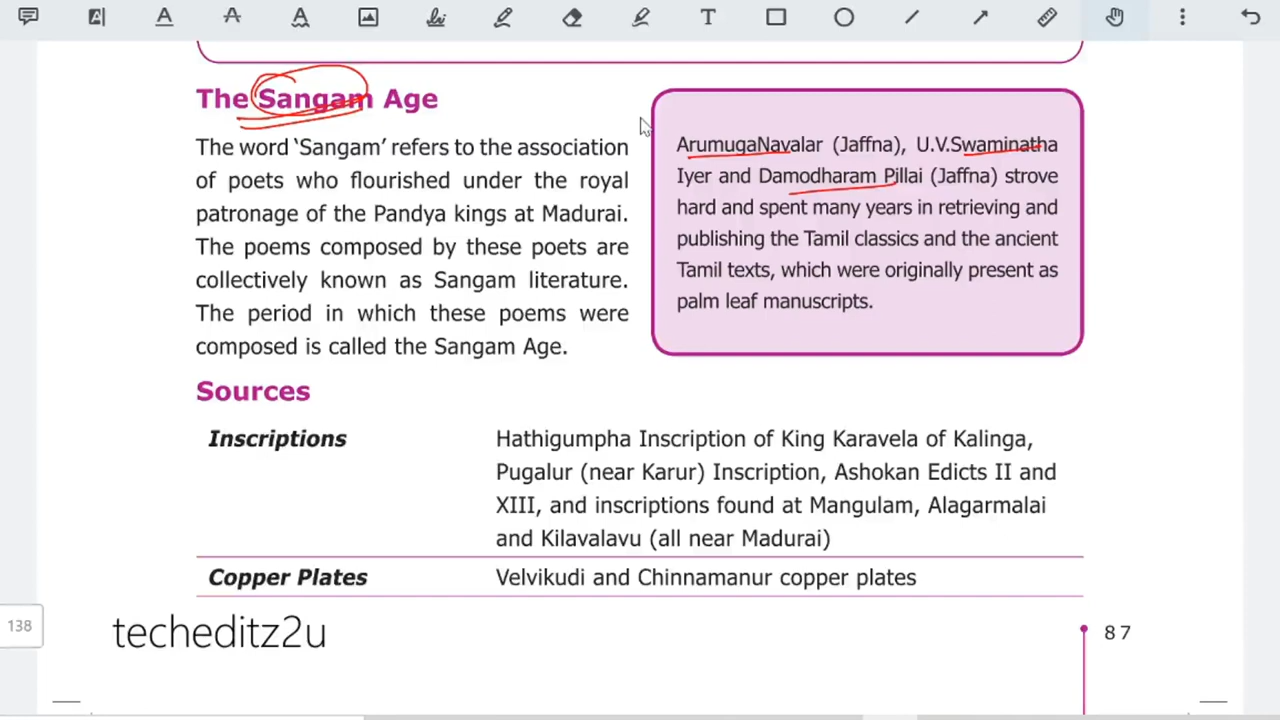 The Sangam Age
The word ‘Sangam’ refers to the association
of poets who flourished under the royal
patronage of the Pandya kings at Madurai.
The poems composed by these poets are
collectively known as Sangam literature.
The period in which these poems were
composed is called the Sangam Age.
ArumugaNavalar (Jaffna), U.V.Swaminatha
Iyer and Damodharam Pillai (Jaffna) strove
hard and spent many years in retrieving and
publishing the Tamil classics and the ancient
Tamil texts, which were originally present as
palm leaf manuscripts.
Sources
Inscriptions
Hathigumpha Inscription of King Karavela of Kalinga,
Pugalur (near Karur) Inscription, Ashokan Edicts II and
XIII, and inscriptions found at Mangulam, Alagarmalai
and Kilavalavu (all near Madurai)
Copper Plates Velvikudi and Chinnamanur copper plates
138
techeditz2u
87